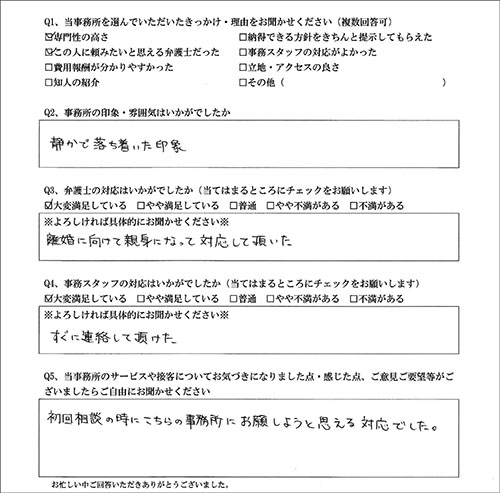 Q1、当事務所を選んでいただいたきっかけ・理由をお聞かせください（複数回答可）
☑専門性の高さ　□納得できる方針をきちんと提示してもらえた
☑この人に頼みたいと思える弁護士だった　□事務スタッフの対応がよかった
□費用報酬が分かりやすかった　□立地・アクセスの良さ
□知人の紹介　□その他（　　　）
Q2、事務所の印象・雰囲気はいかがでしたか
静かで落ち着いた印象
Q3、弁護士の対応はいかがでしたか（当てはまるところにチェックをお願いします）
☑大変満足している　□やや満足している　□普通　□やや不満がある　□不満がある
※よろしければ具体的にお聞かせください※
離婚に向けて親身になって対応して頂いた
Q4、事務スタッフの対応はいかがでしたか（当てはまるところにチェックをお願いします）
☑大変満足している　□やや満足している　□普通　□やや不満がある　□不満がある
※よろしければ具体的にお聞かせください※
すぐに連絡して頂けた
Q5、当事務所のサービスや接客についてお気づきになりました点・感じた点、ご意見ご要望等がご
ざいましたらご自由にお聞かせください
初回相談の時にこちらの事務所にお願しようと思える対応でした。
お忙しい中ご回答いただきありがとうございました。